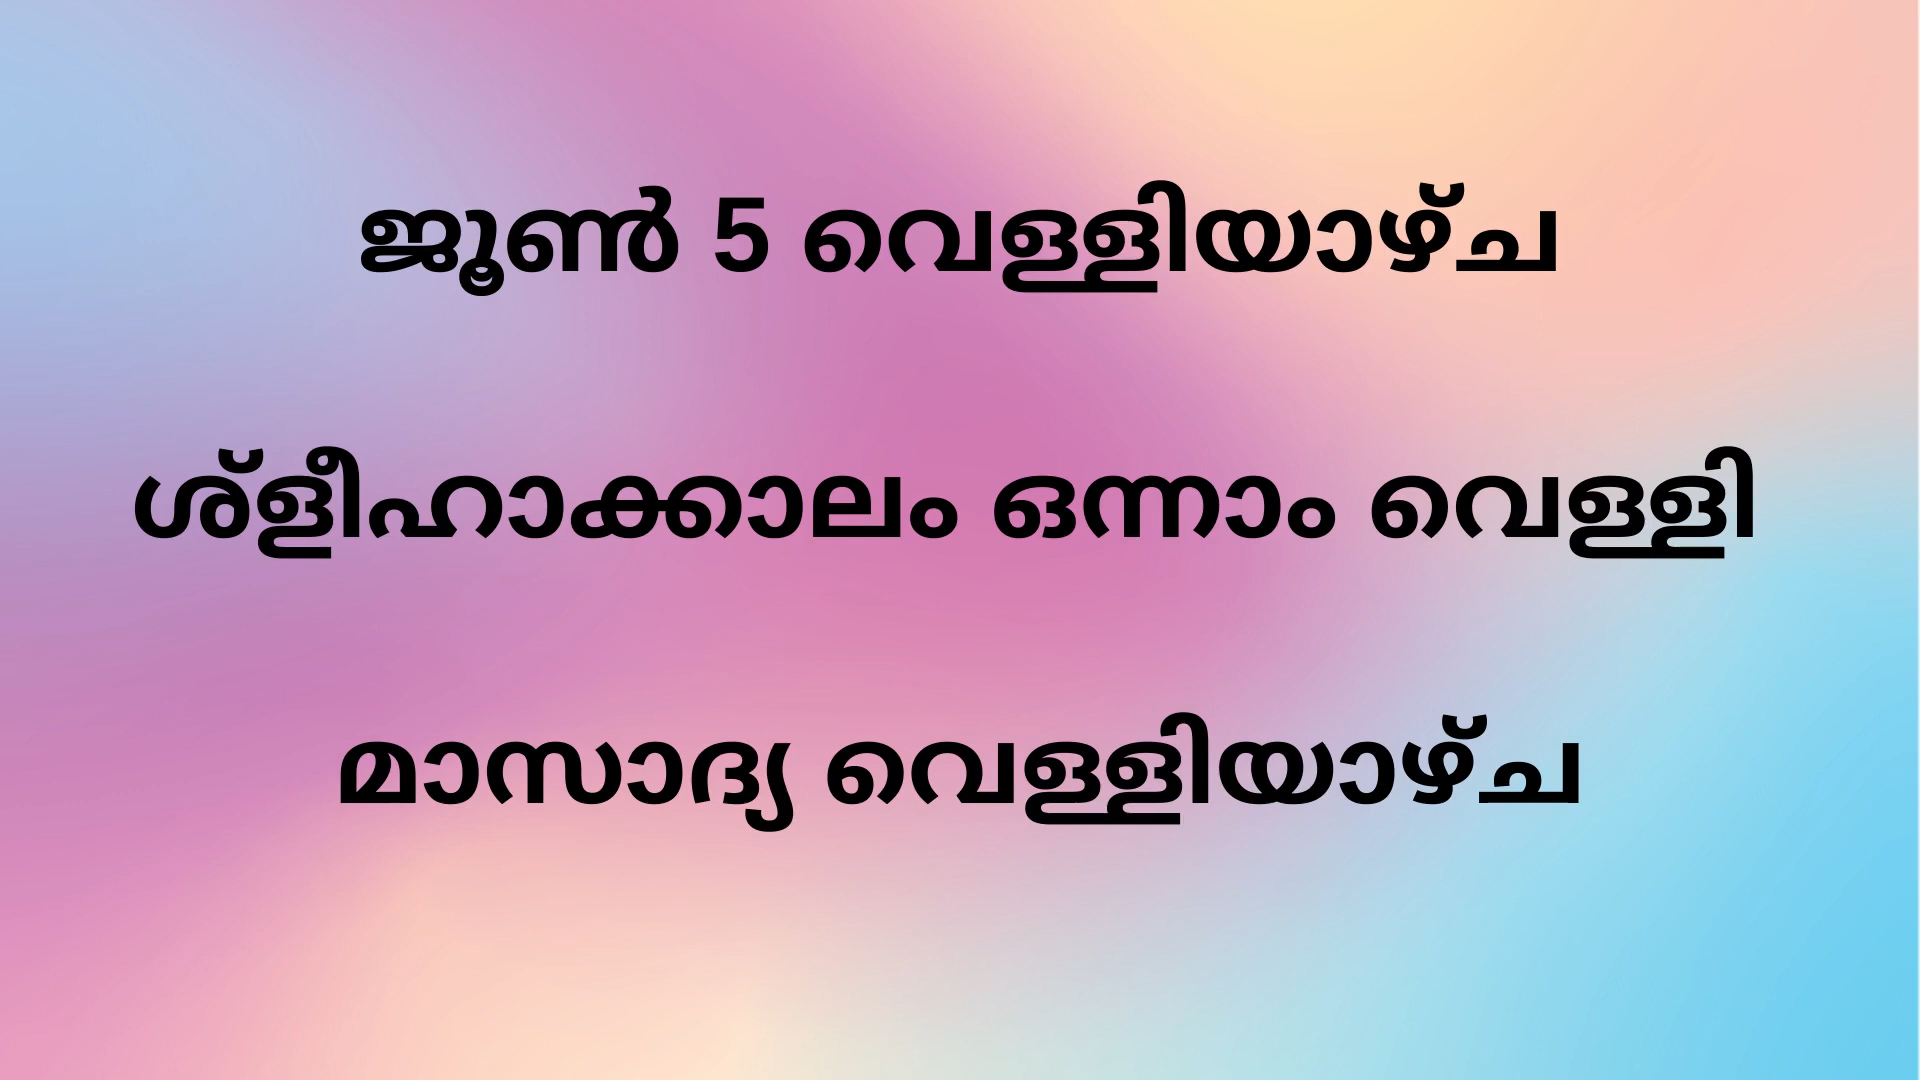 ജൂൺ 5 വെള്ളിയാഴ്ച
ശ്ളീഹാക്കാലം ഒന്നാം വെള്ളി
മാസാദ്യ വെള്ളിയാഴ്ച